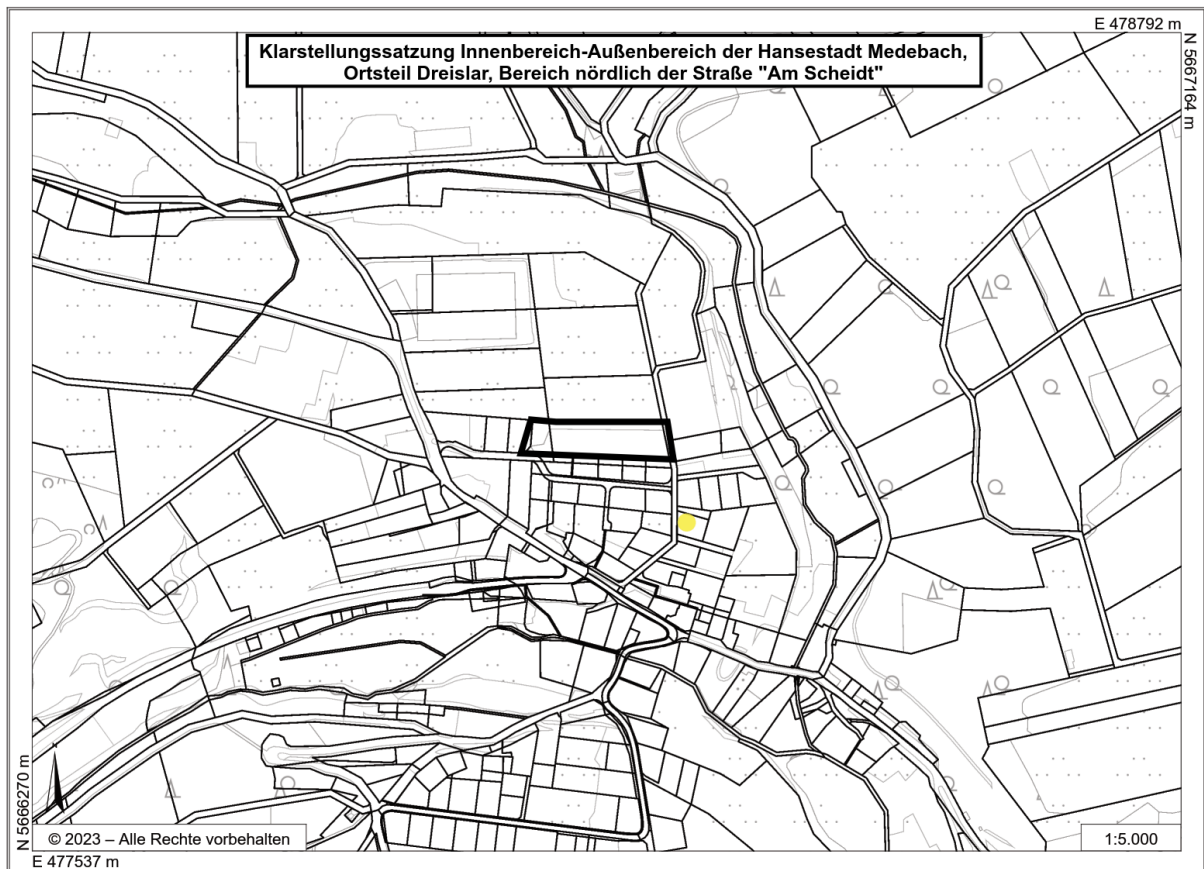 E 478792 m
N 5667164 m
Klarstellungssatzung Innenbereich-Außenbereich der Hansestadt Medebach,
Ortsteil Dreislar, Bereich nördlich der Straße "Am Scheidt"
N 5666270 m
© 2023 – Alle Rechte vorbehalten
1:5.000
E 477537 m